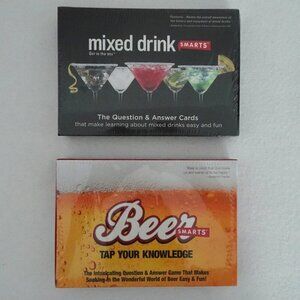 mixed drink SMARTS
The Question & Answer Cards
that make learning about mixed drinks easy and fun
Beer
SMARTS
TAP YOUR KNOWLEDGE
The Intoxicating Question & Answer Game That Makes
Soaking in the Wonderful World of Beer Easy & Fun!